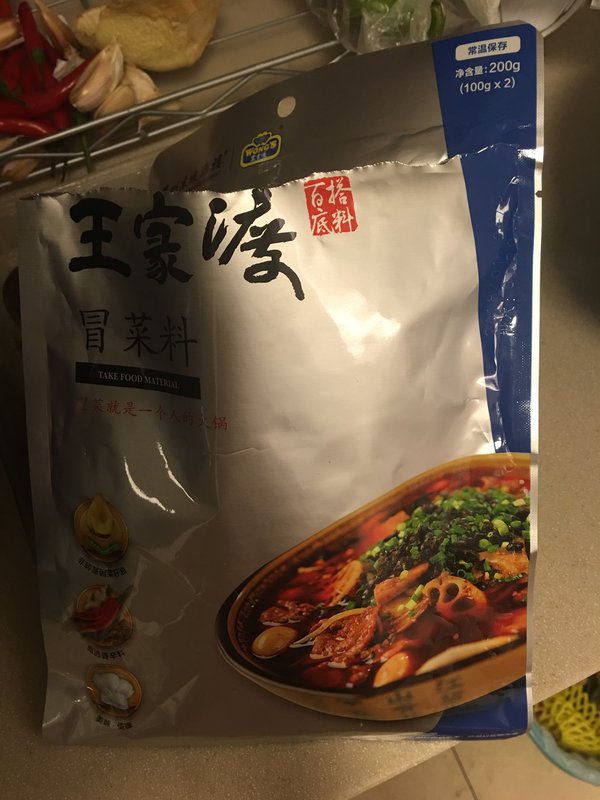 常温保存
净含量：200g
(100g x 2)
WONG'S
王家渡
百搭
底料
冒菜料
TAKE FOOD MATERIAL
冒菜就是一个人的火锅